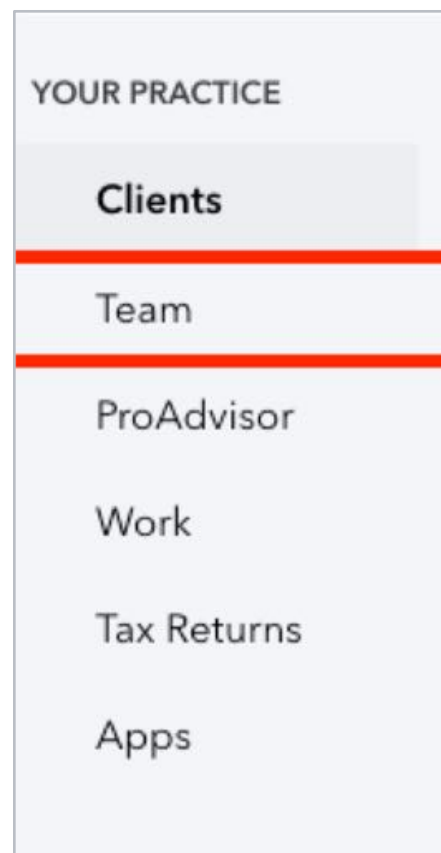 YOUR PRACTICE
Clients
Team
ProAdvisor
Work
Tax Returns
Apps